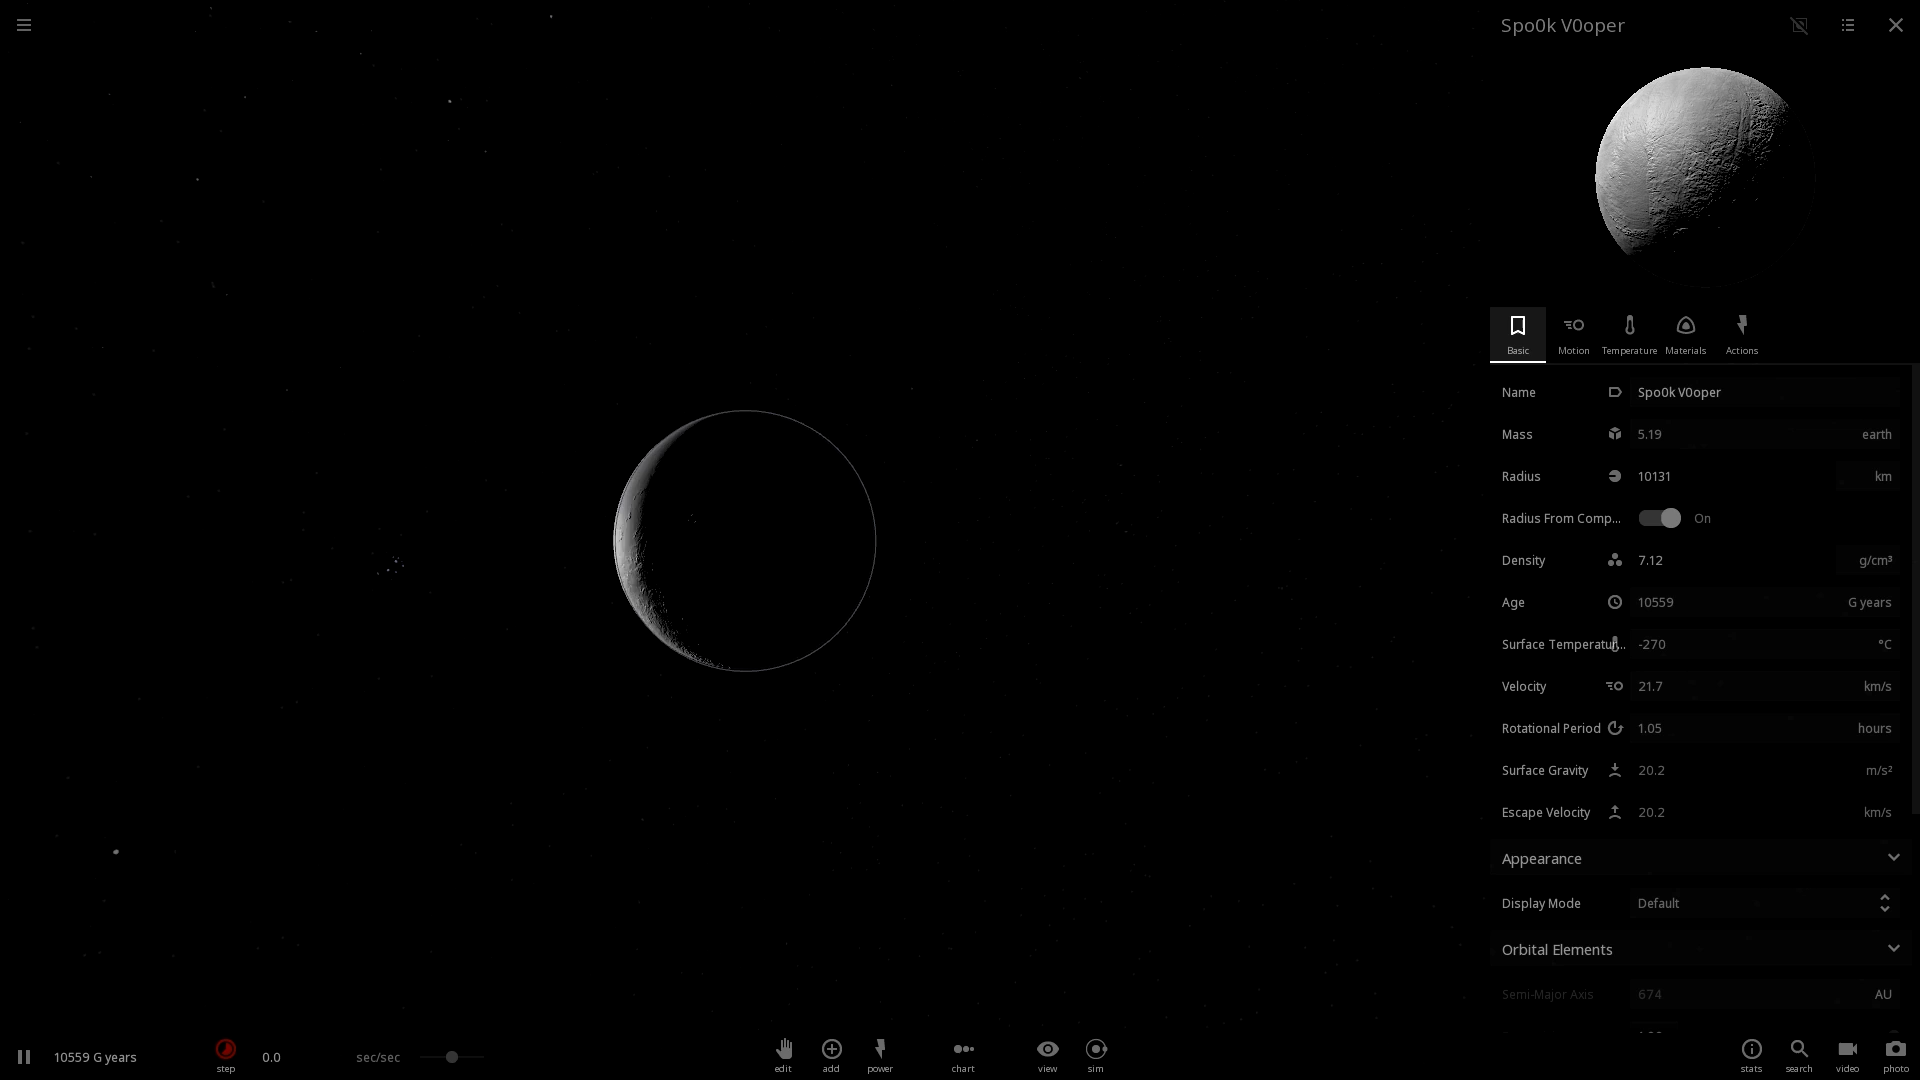 Spo0k V0oper
Basic Motion Temperature Materials Actions
Name Spo0k V0oper
Mass 5.19 earth
Radius 10131 km
Radius From Comp... On
Density 7.12 g/cm³
Age 10559 G years
Surface Temperatur... -270 °C
Velocity 21.7 km/s
Rotational Period 1.05 hours
Surface Gravity 20.2 m/s²
Escape Velocity 20.2 km/s
Appearance
Display Mode Default
Orbital Elements
Semi-Major Axis 674 AU
10559 G years step 0.0 sec/sec edit add power chart view sim stats search video photo